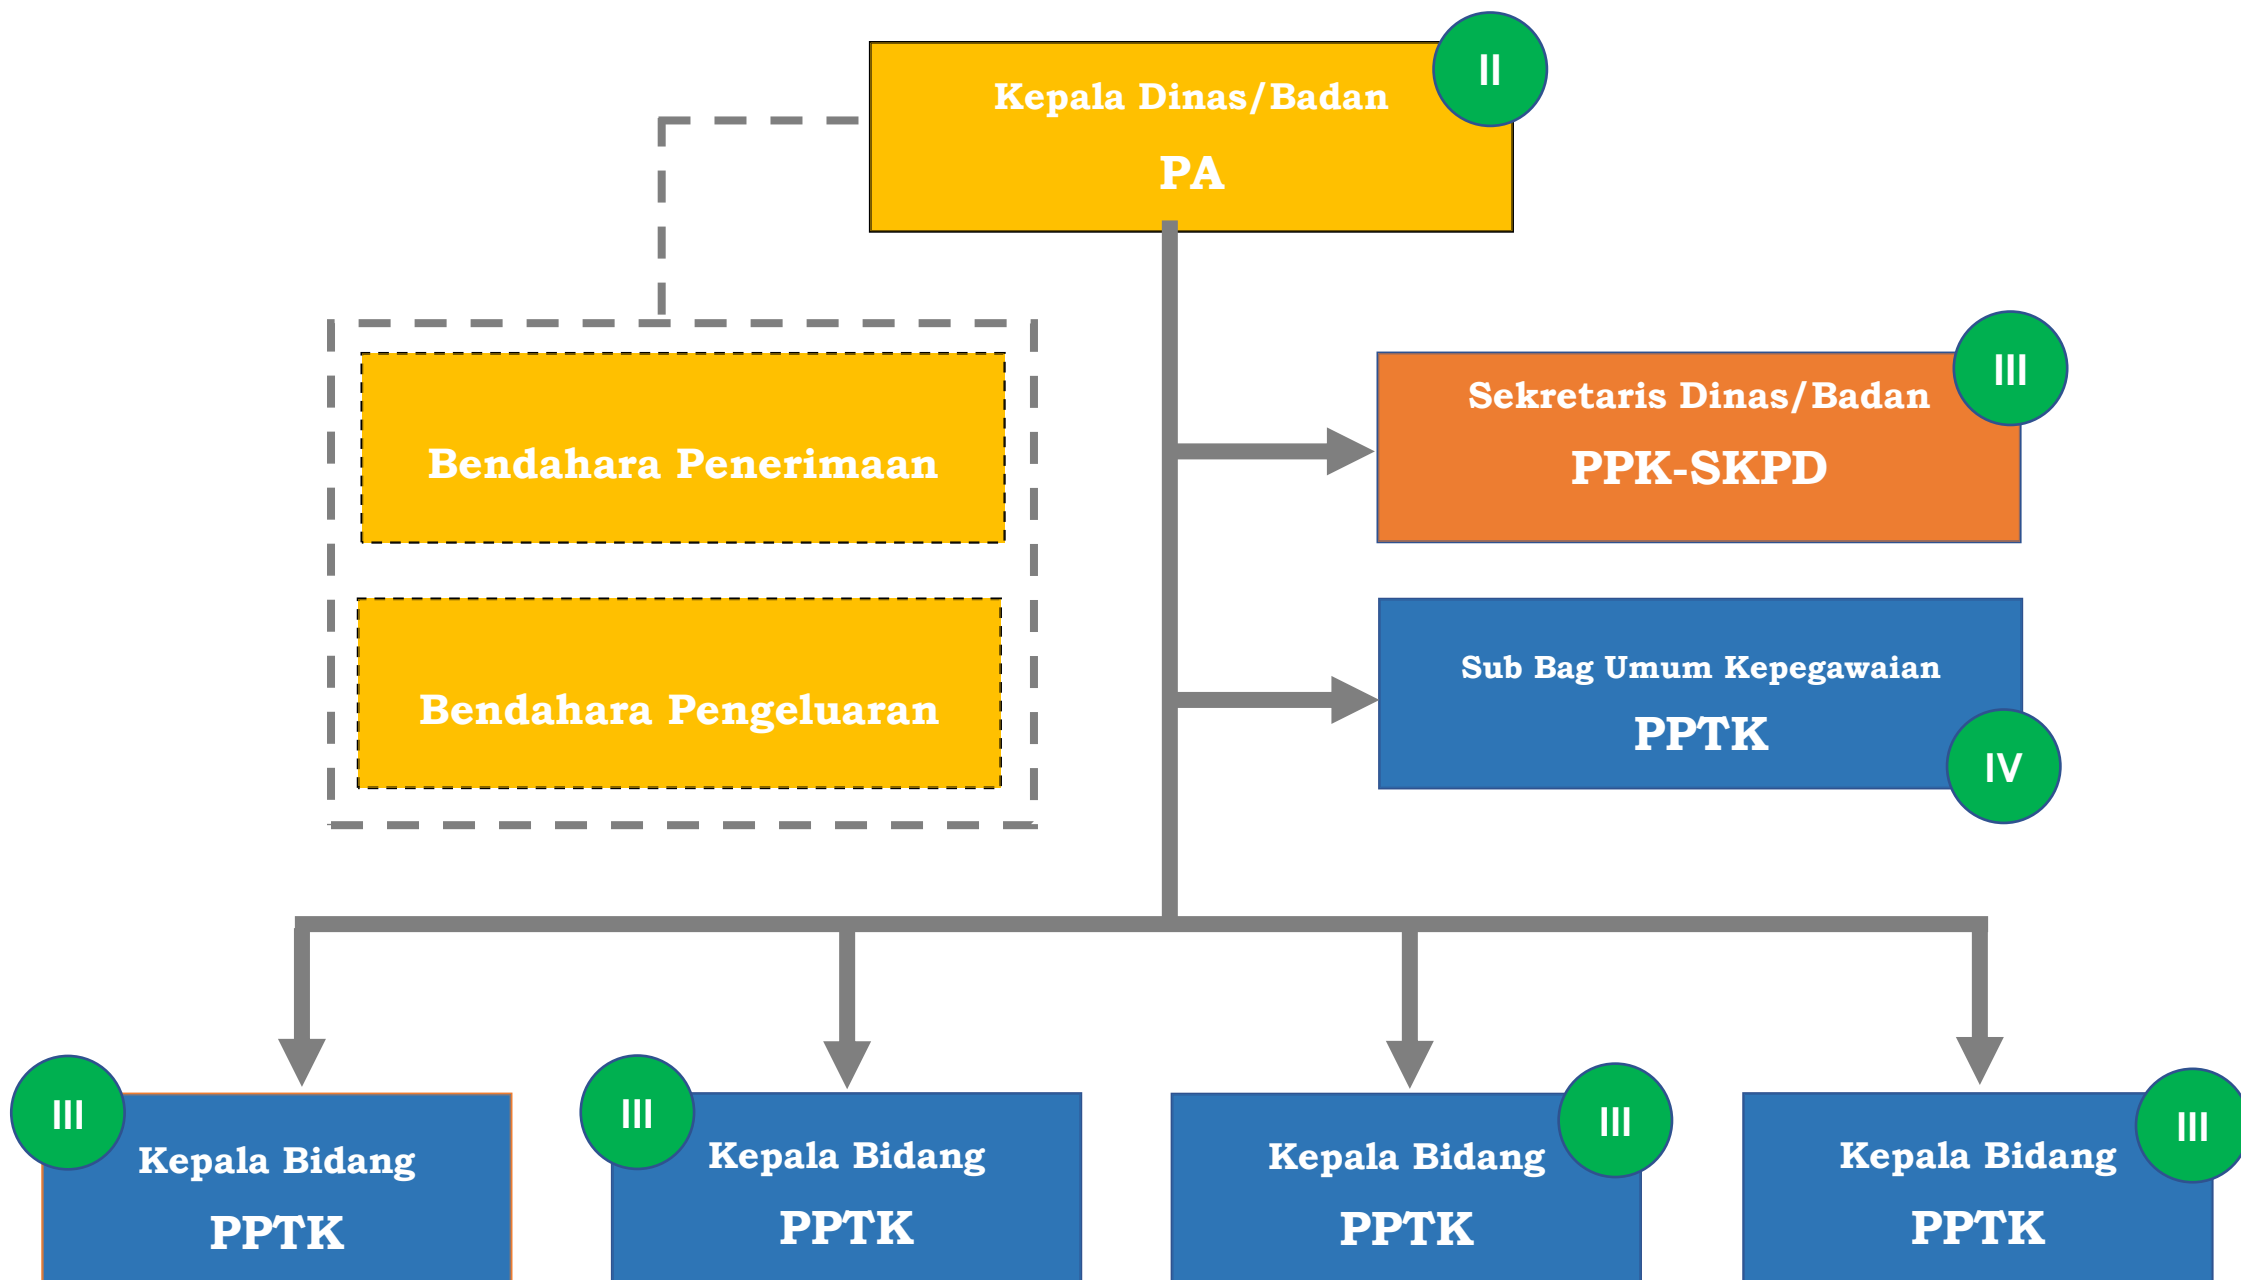 Kepala Dinas/Badan
PA
II
Bendahara Penerimaan
Sekretaris Dinas/Badan
PPK-SKPD
III
Bendahara Pengeluaran
Sub Bag Umum Kepegawaian
PPTK
IV
III
Kepala Bidang
PPTK
III
Kepala Bidang
PPTK
III
Kepala Bidang
PPTK
III
Kepala Bidang
PPTK